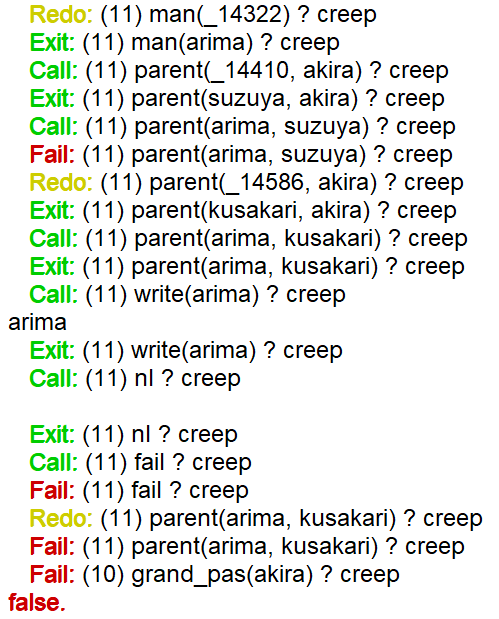 Redo: (11) man(_14322) ? creep
Exit: (11) man(arima) ? creep
Call: (11) parent(_14410, akira) ? creep
Exit: (11) parent(suzuya, akira) ? creep
Call: (11) parent(arima, suzuya) ? creep
Fail: (11) parent(arima, suzuya) ? creep
Redo: (11) parent(_14586, akira) ? creep
Exit: (11) parent(kusakari, akira) ? creep
Call: (11) parent(arima, kusakari) ? creep
Exit: (11) parent(arima, kusakari) ? creep
Call: (11) write(arima) ? creep
arima
Exit: (11) write(arima) ? creep
Call: (11) nl ? creep
Exit: (11) nl ? creep
Call: (11) fail ? creep
Fail: (11) fail ? creep
Redo: (11) parent(arima, kusakari) ? creep
Fail: (11) parent(arima, kusakari) ? creep
Fail: (10) grand_pas(akira) ? creep
false.